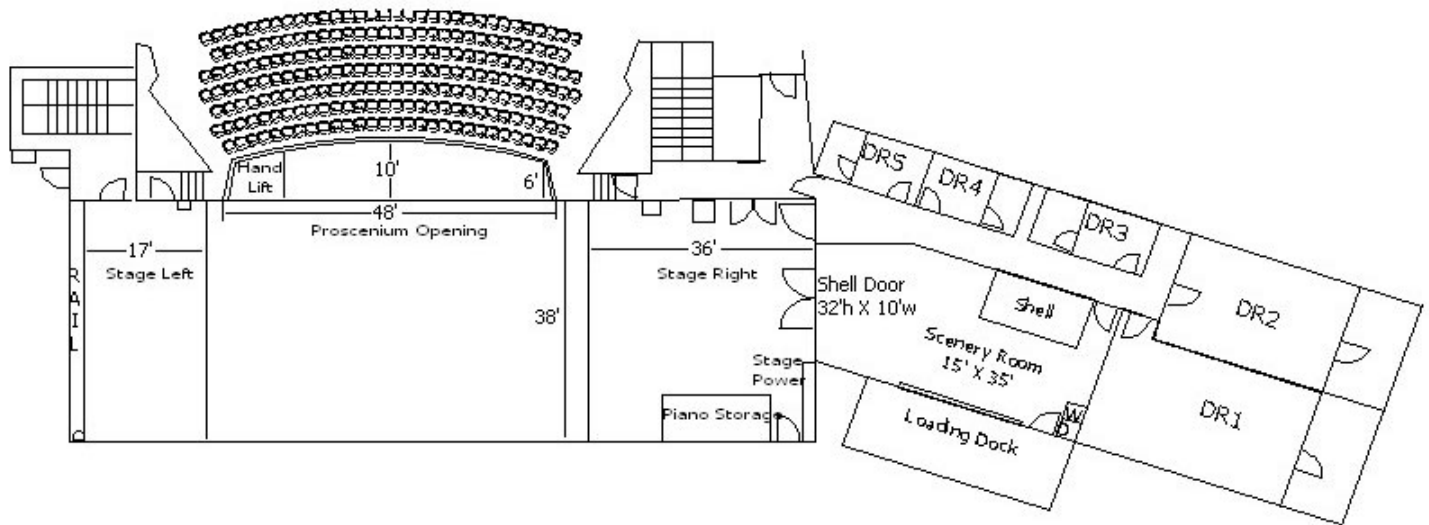 Hand
Lift
10'
6'
48'
Proscenium Opening
17'
Stage Left
36'
Stage Right
RAIL
38'
Shell Door
32'h X 10'w
Stage
Power
Piano Storage
DR5
DR4
DR3
DR2
DR1
Shell
Scenery Room
15' X 35'
W
D
Loading Dock